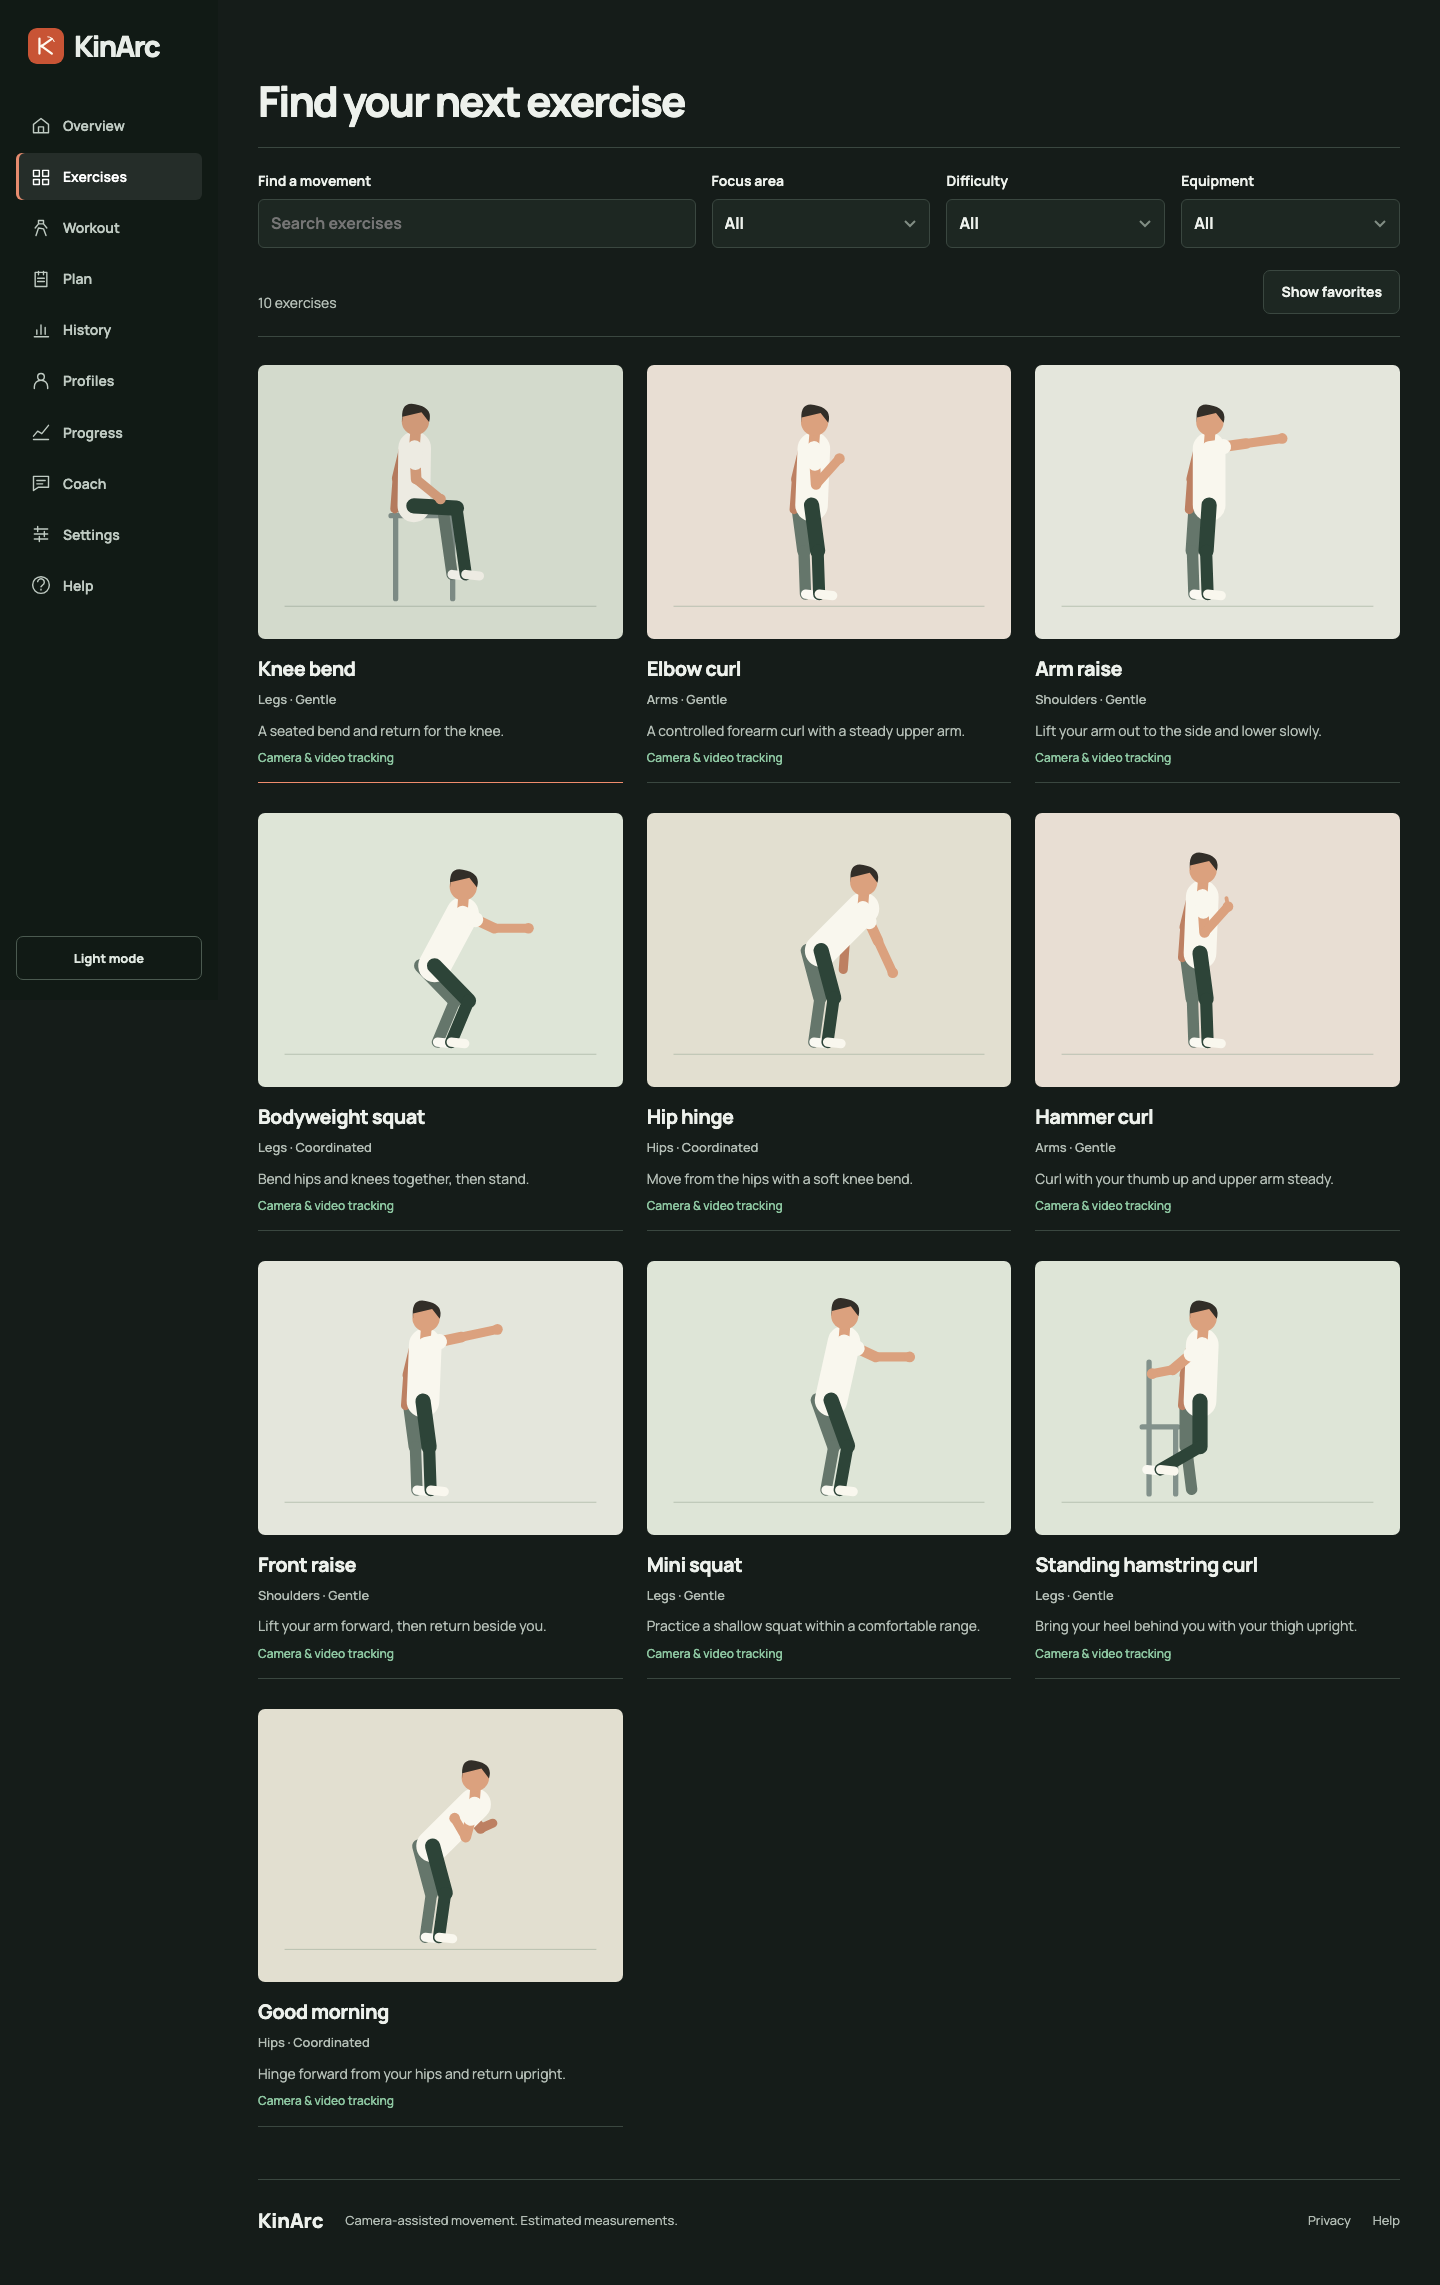 KinArc
Overview
Exercises
Workout
Plan
History
Profiles
Progress
Coach
Settings
Help
Light mode
Find your next exercise
Find a movement
Focus area
Difficulty
Equipment
Search exercises
All
All
All
10 exercises
Show favorites
Knee bend
Legs · Gentle
A seated bend and return for the knee.
Camera & video tracking
Elbow curl
Arms · Gentle
A controlled forearm curl with a steady upper arm.
Camera & video tracking
Arm raise
Shoulders · Gentle
Lift your arm out to the side and lower slowly.
Camera & video tracking
Bodyweight squat
Legs · Coordinated
Bend hips and knees together, then stand.
Camera & video tracking
Hip hinge
Hips · Coordinated
Move from the hips with a soft knee bend.
Camera & video tracking
Hammer curl
Arms · Gentle
Curl with your thumb up and upper arm steady.
Camera & video tracking
Front raise
Shoulders · Gentle
Lift your arm forward, then return beside you.
Camera & video tracking
Mini squat
Legs · Gentle
Practice a shallow squat within a comfortable range.
Camera & video tracking
Standing hamstring curl
Legs · Gentle
Bring your heel behind you with your thigh upright.
Camera & video tracking
Good morning
Hips · Coordinated
Hinge forward from your hips and return upright.
Camera & video tracking
KinArc
Camera-assisted movement. Estimated measurements.
Privacy
Help